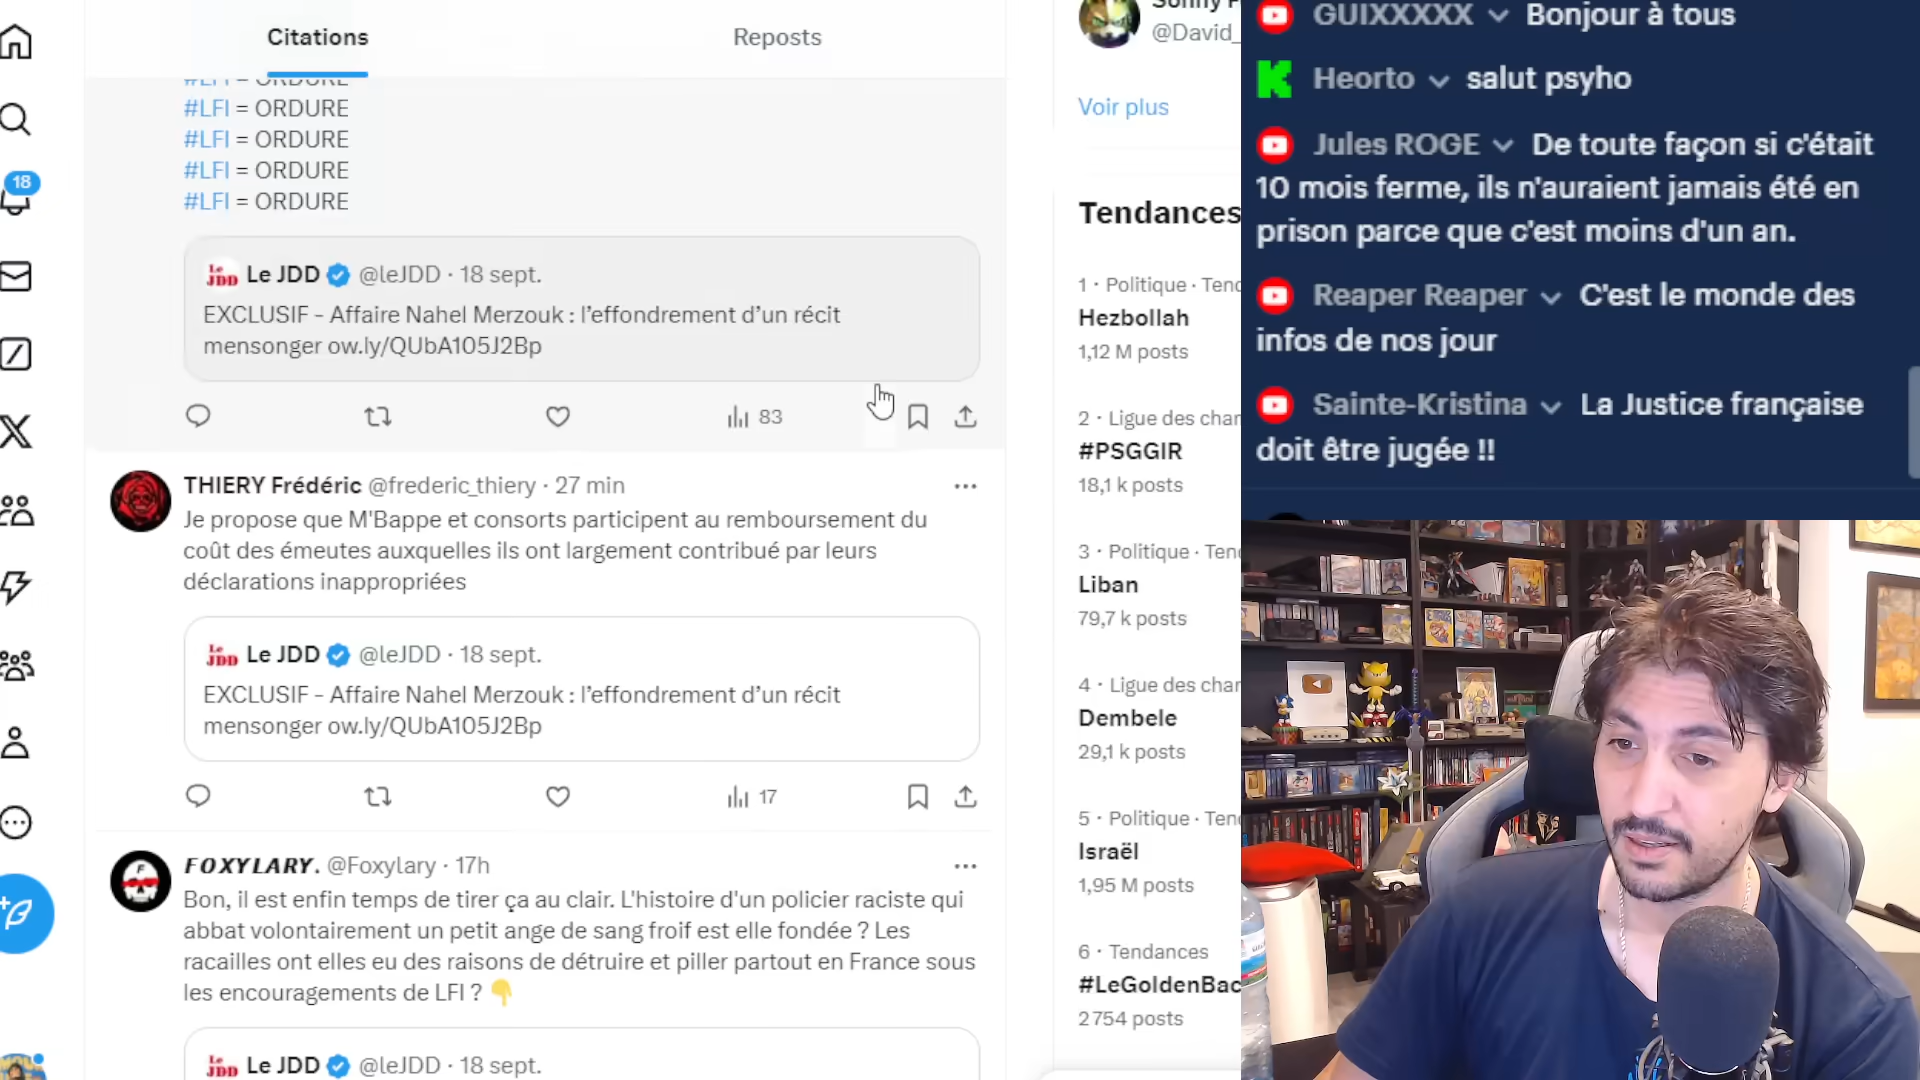 Citations
Reposts
#LFI = ORDURE
#LFI = ORDURE
#LFI = ORDURE
#LFI = ORDURE
#LFI = ORDURE
Le JDD @leJDD · 18 sept.
EXCLUSIF - Affaire Nahel Merzouk : l’effondrement d’un récit
mensonger ow.ly/QUbA105J2Bp
83
THIERY Frédéric @frederic_thiery · 27 min
Je propose que M'Bappe et consorts participent au remboursement du
coût des émeutes auxquelles ils ont largement contribué par leurs
déclarations inappropriées
Le JDD @leJDD · 18 sept.
EXCLUSIF - Affaire Nahel Merzouk : l’effondrement d’un récit
mensonger ow.ly/QUbA105J2Bp
17
FOXYLARY. @Foxylary · 17h
Bon, il est enfin temps de tirer ça au clair. L'histoire d'un policier raciste qui
abbat volontairement un petit ange de sang froif est elle fondée ? Les
racailles ont elles eu des raisons de détruire et piller partout en France sous
les encouragements de LFI ? 👇
Le JDD @leJDD · 18 sept.
18
@David_
Voir plus
Tendances
1 · Politique · Tenc
Hezbollah
1,12 M posts
2 · Ligue des char
#PSGGIR
18,1 k posts
3 · Politique · Tenc
Liban
79,7 k posts
4 · Ligue des char
Dembele
29,1 k posts
5 · Politique · Tenc
Israël
1,95 M posts
6 · Tendances
#LeGoldenBac
2 754 posts
GUIXXXXX Bonjour à tous
Heorto salut psyho
Jules ROGE De toute façon si c'était
10 mois ferme, ils n'auraient jamais été en
prison parce que c'est moins d'un an.
Reaper Reaper C'est le monde des
infos de nos jour
Sainte-Kristina La Justice française
doit être jugée !!